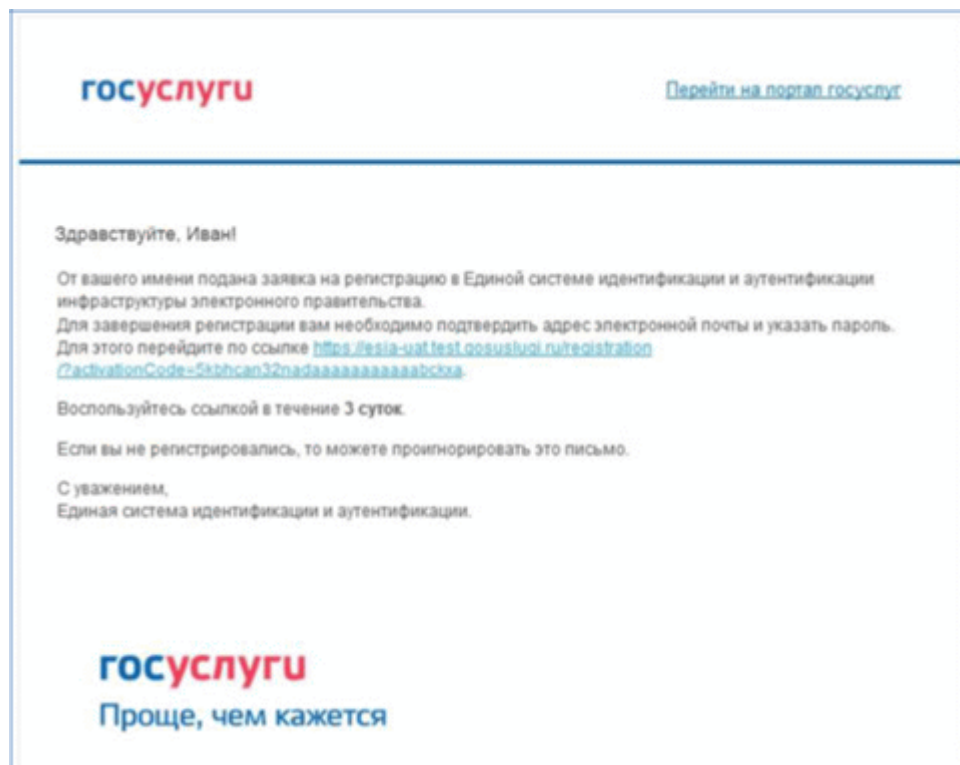 госуслуги
Перейти на портал госуслуг
Здравствуйте, Иван!
От вашего имени подана заявка на регистрацию в Единой системе идентификации и аутентификации
инфраструктуры электронного правительства.
Для завершения регистрации вам необходимо подтвердить адрес электронной почты и указать пароль.
Для этого перейдите по ссылке https://esia-uat.test.gosuslugi.ru/registration
/?activationCode=5kbhcan32nadaaaaaaaaaaabckxa.
Воспользуйтесь ссылкой в течение 3 суток.
Если вы не регистрировались, то можете проигнорировать это письмо.
С уважением,
Единая система идентификации и аутентификации.
госуслуги
Проще, чем кажется